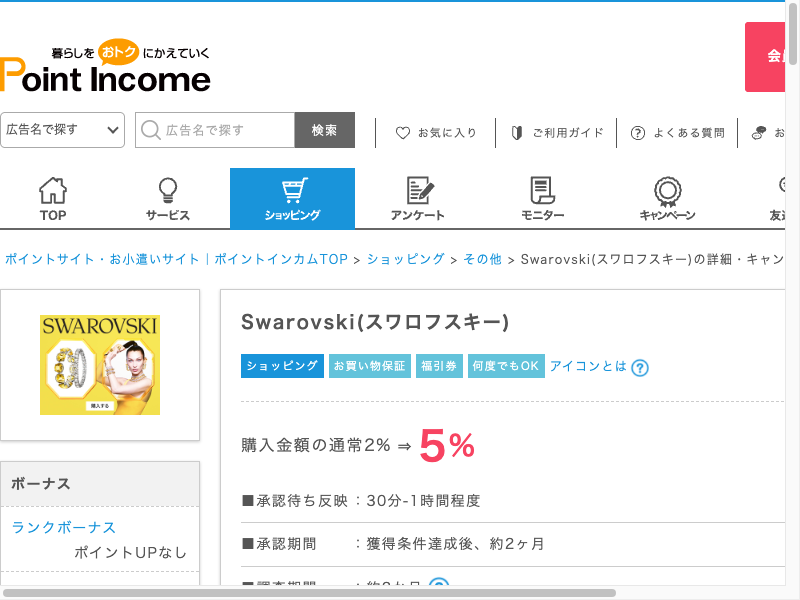 暮らしを おトク にかえていく
Point Income
広告名で探す
広告名で探す
検索
お気に入り
ご利用ガイド
よくある質問
TOP
サービス
ショッピング
アンケート
モニター
キャンペーン
ポイントサイト・お小遣いサイト｜ポイントインカムTOP > ショッピング > その他 > Swarovski(スワロフスキー)の詳細・キャン
SWAROVSKI
購入する
Swarovski(スワロフスキー)
ショッピング お買い物保証 福引券 何度でもOK アイコンとは ?
購入金額の通常2% ⇒ 5%
■承認待ち反映：30分-1時間程度
■承認期間　　：獲得条件達成後、約2ヶ月
ボーナス
ランクボーナス
ポイントUPなし